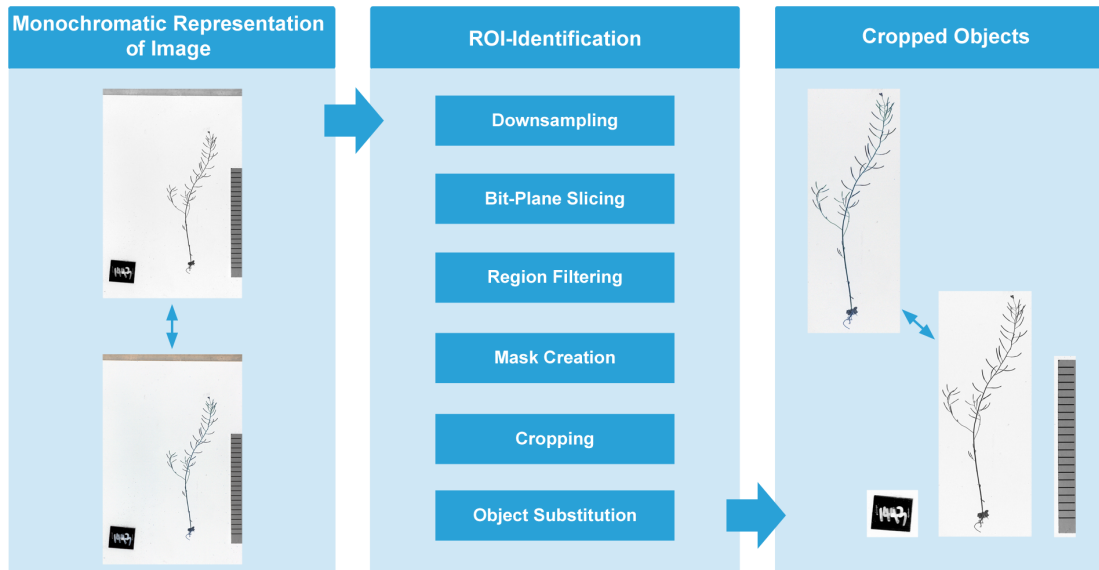 Monochromatic Representation
of Image
ROI-Identification
Downsampling
Bit-Plane Slicing
Region Filtering
Mask Creation
Cropping
Object Substitution
Cropped Objects